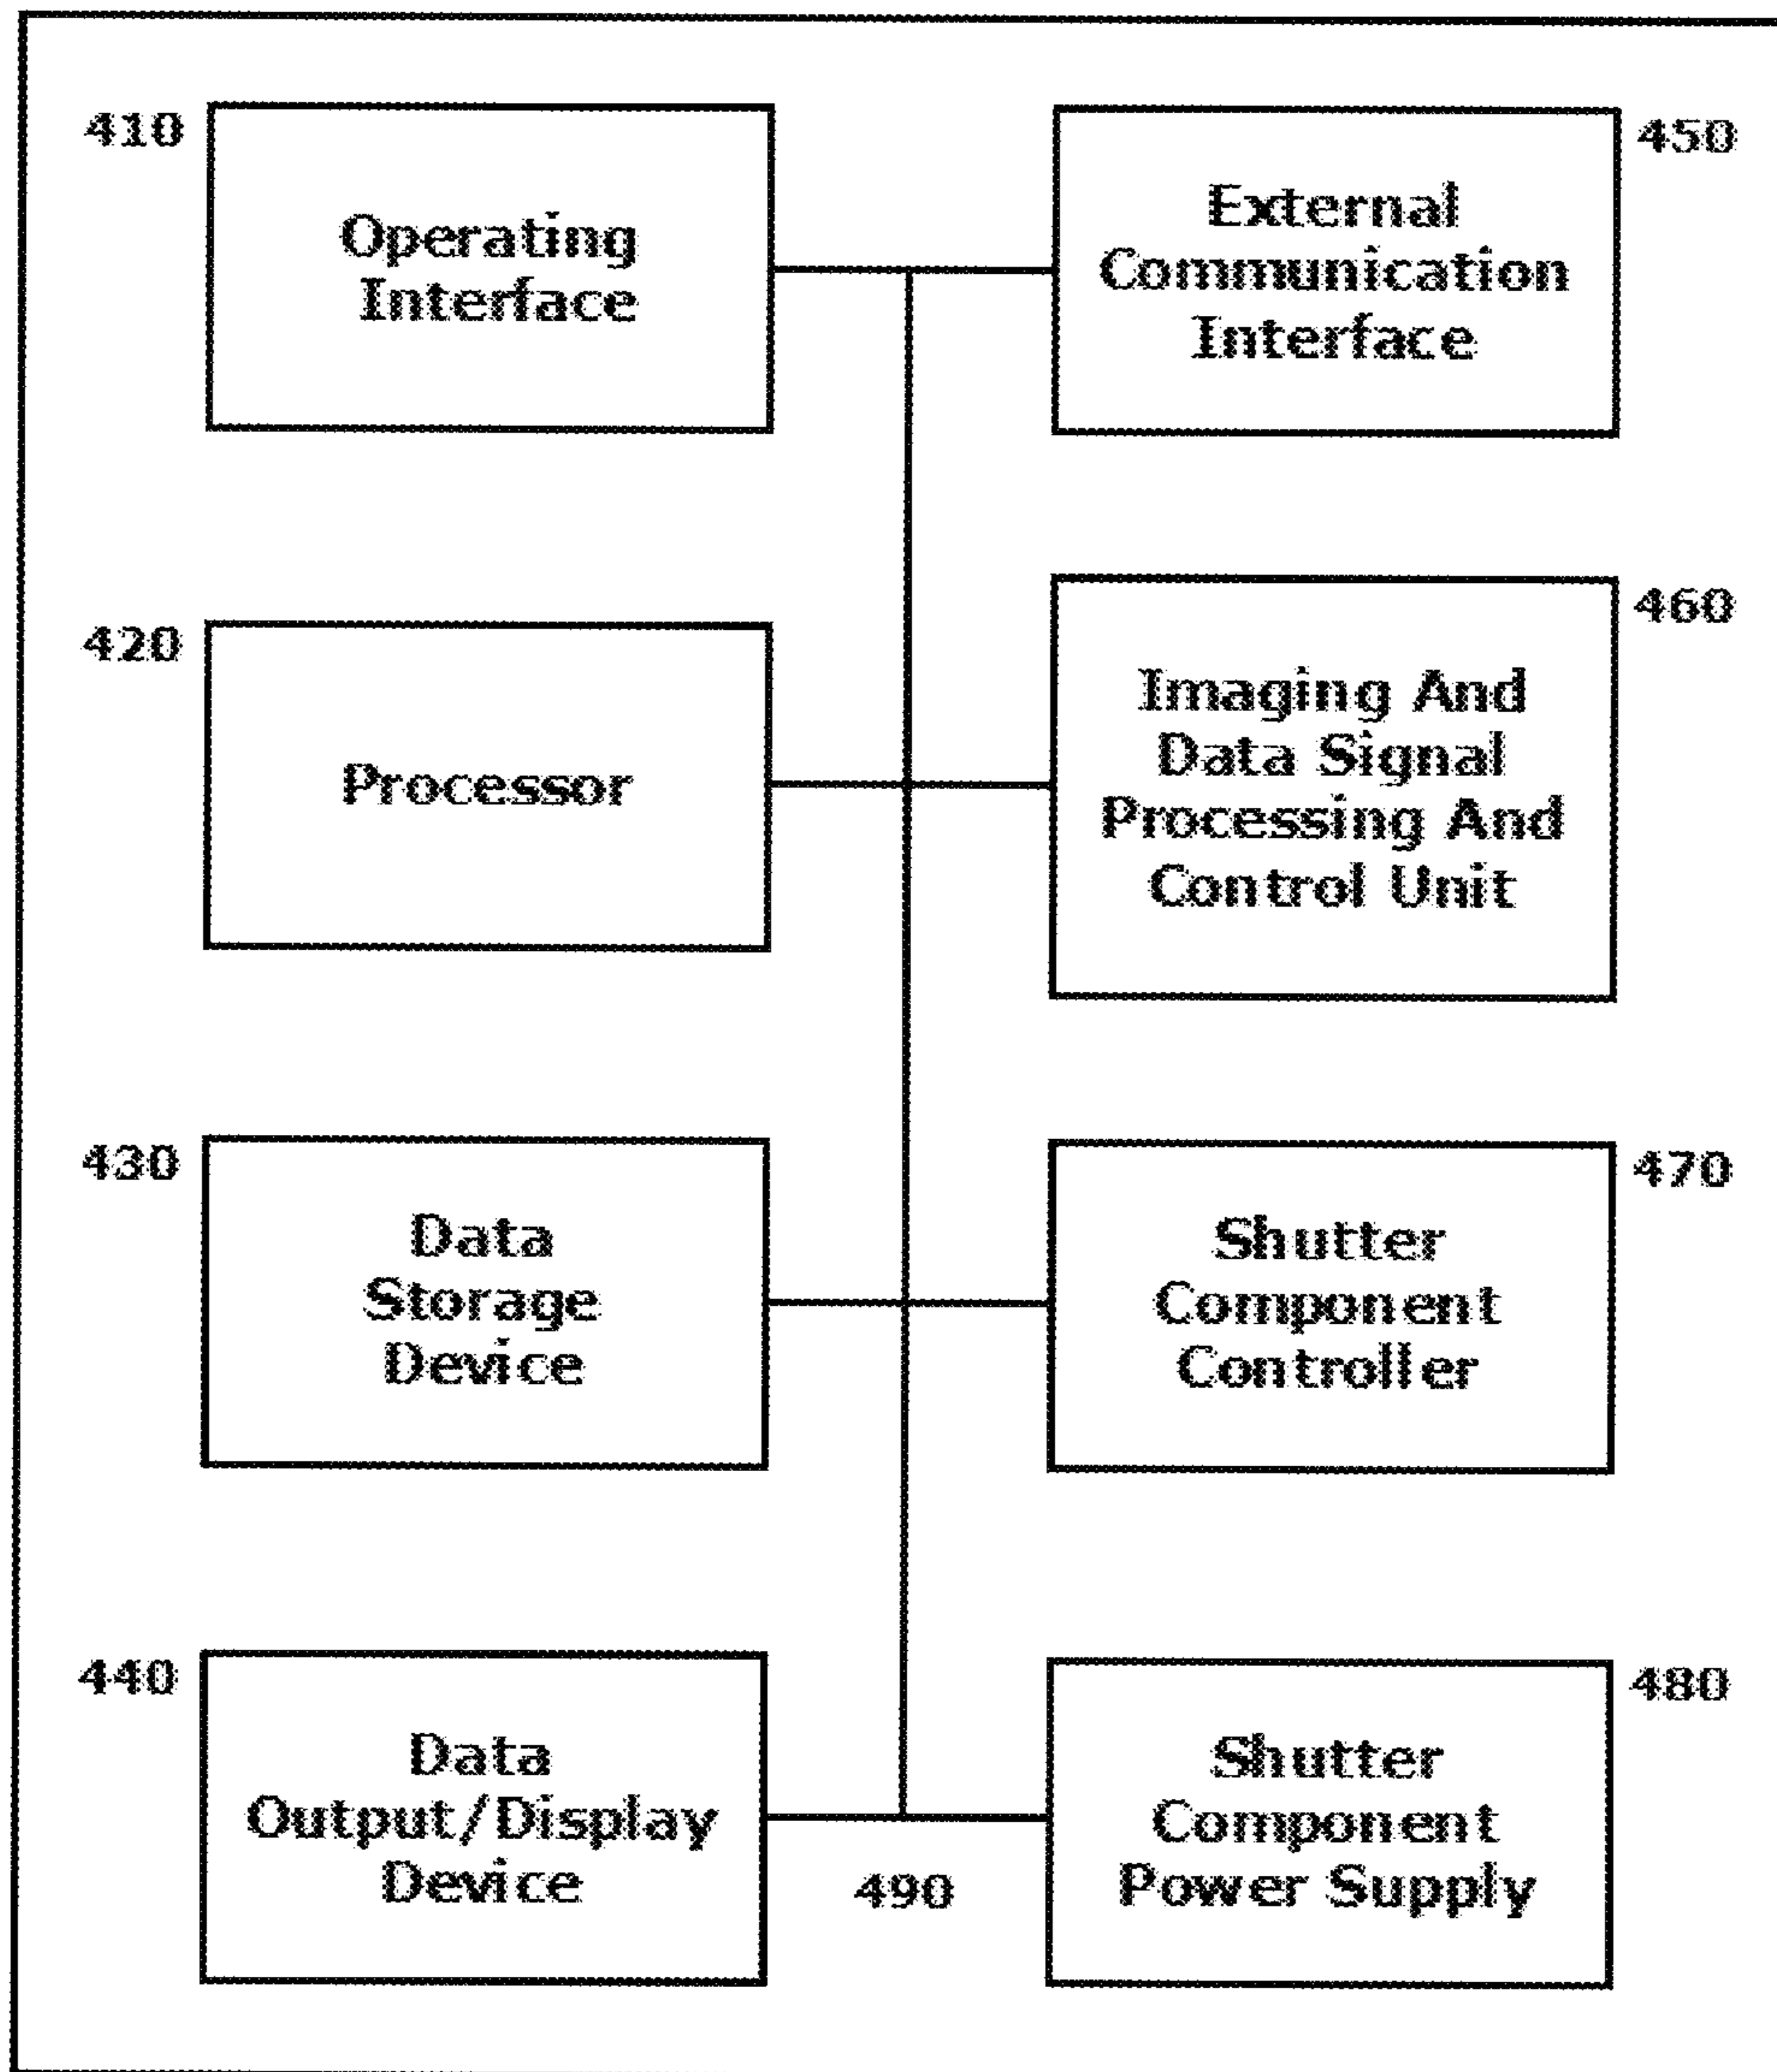 410
Operating
Interface
450
External
Communication
Interface
420
Processor
460
Imaging And
Data Signal
Processing And
Control Unit
430
Data
Storage
Device
470
Shutter
Component
Controller
440
Data
Output/Display
Device
490
480
Shutter
Component
Power Supply